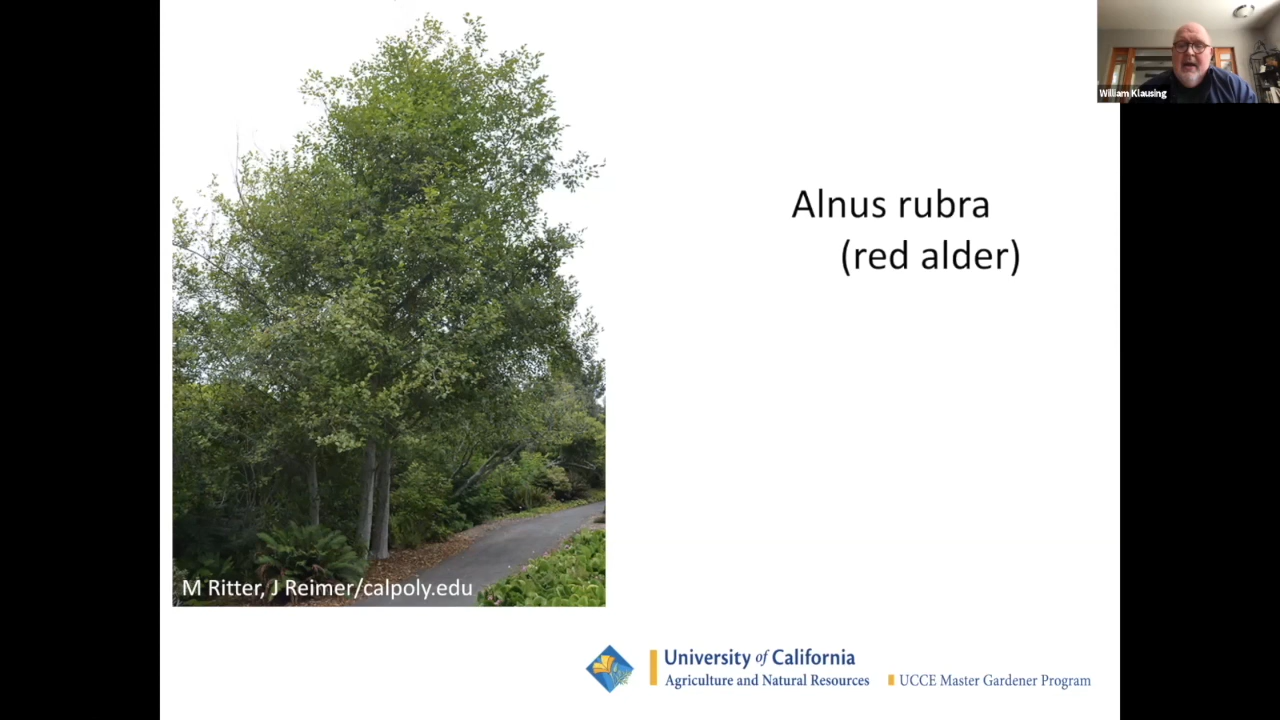 William Klausing
Alnus rubra
(red alder)
M Ritter, J Reimer/calpoly.edu
University of California
Agriculture and Natural Resources
UCCE Master Gardener Program